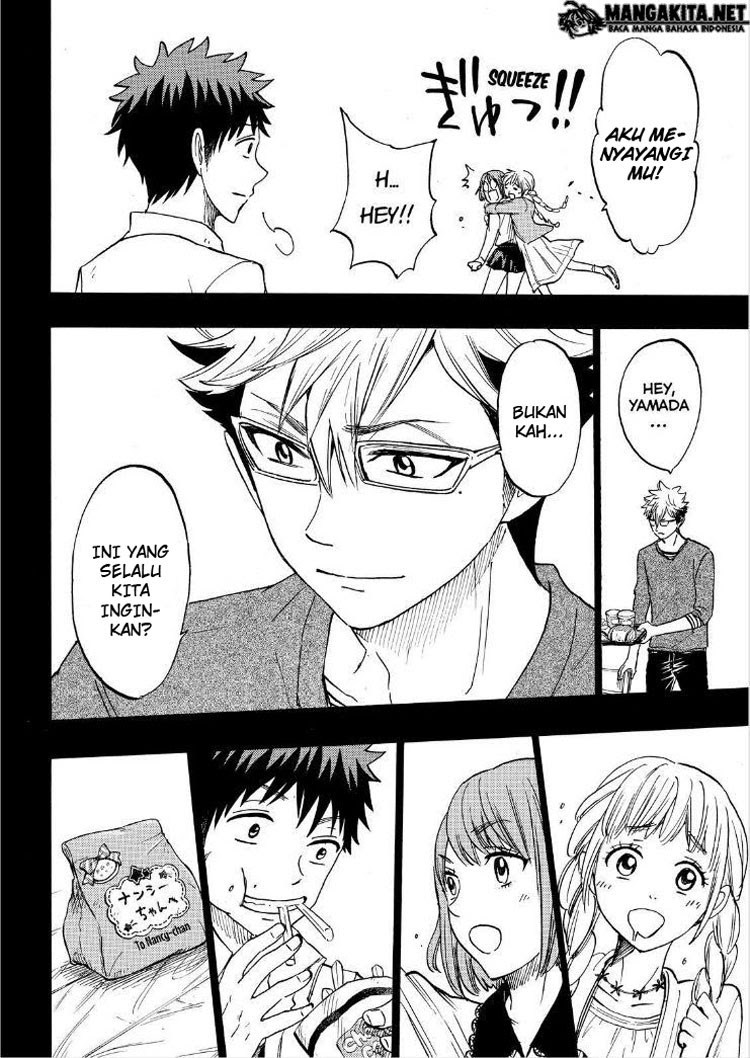 MANGAKITA.NET
BACA MANGA BAHASA INDONESIA
AKU ME-
NYAYANGI
MU!
SQUEEZE
ぎゅっ!!
H...
HEY!!
HEY,
YAMADA
...
BUKAN
KAH...
INI YANG
SELALU
KITA
INGIN-
KAN?
ナンシー
ちゃんへ
To Nancy-chan